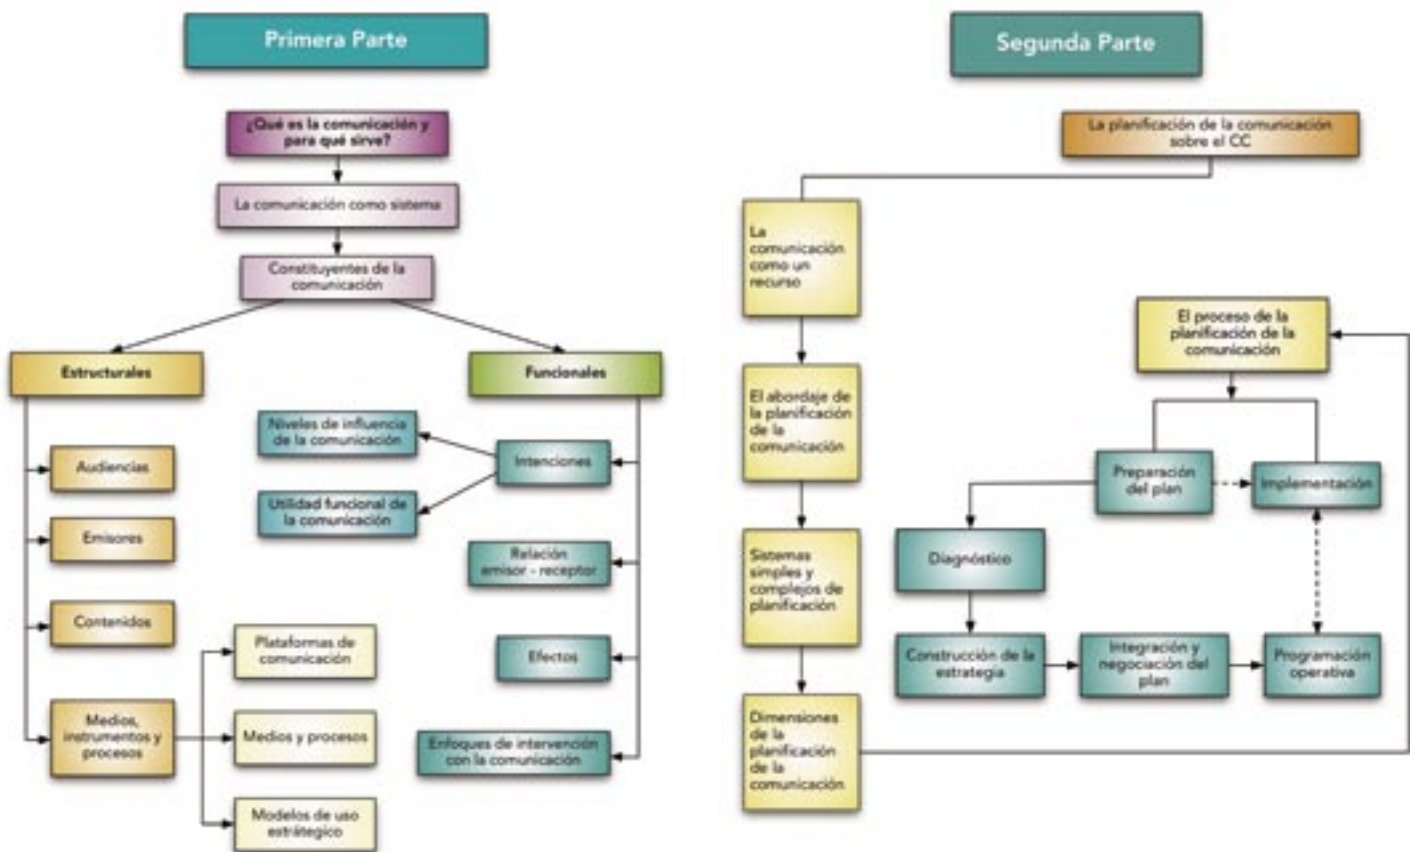 Primera Parte
¿Qué es la comunicación y
para qué sirve?
La comunicación como sistema
Constituyentes de la
comunicación
Estructurales
Audiencias
Emisores
Contenidos
Medios,
instrumentos y
procesos
Plataformas de
comunicación
Medios y procesos
Modelos de uso
estrátegico
Funcionales
Intenciones
Niveles de influencia
de la comunicación
Utilidad funcional de
la comunicación
Relación
emisor - receptor
Efectos
Enfoques de intervención
con la comunicación
Segunda Parte
La planificación de la comunicación
sobre el CC
La
comunicación
como un
recurso
El abordaje de
la planificación
de la
comunicación
Sistemas
simples y
complejos de
planificación
Dimensiones
de la
planificación
de la
comunicación
El proceso de la
planificación de la
comunicación
Preparación
del plan
Implementación
Diagnóstico
Construcción de la
estrategia
Integración y
negociación del
plan
Programación
operativa